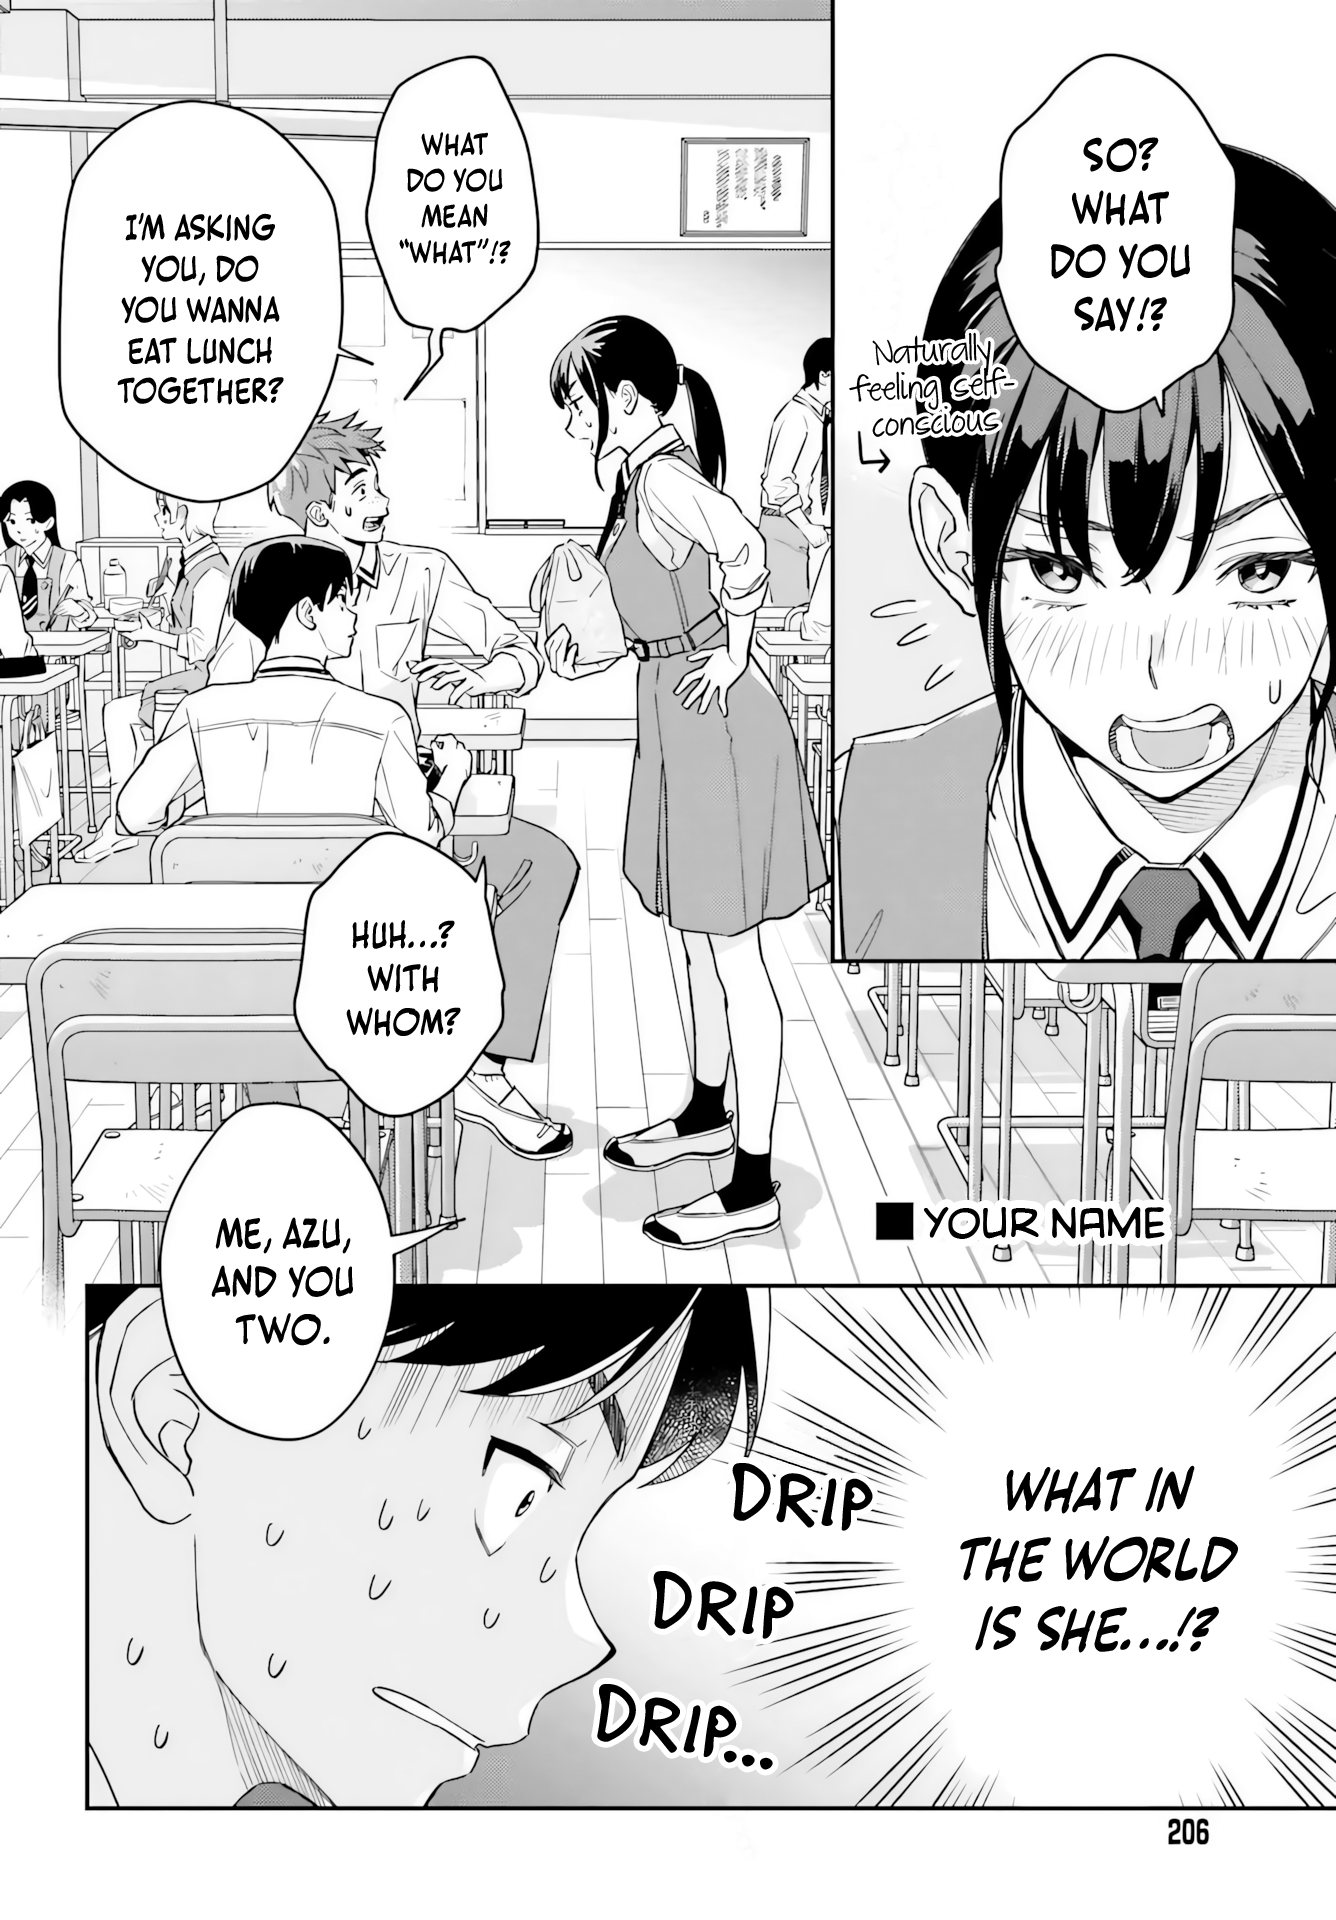 SO?
WHAT
DO YOU
SAY!?
Naturally
feeling self-
conscious
WHAT
DO YOU
MEAN
"WHAT"!?
I'M ASKING
YOU, DO
YOU WANNA
EAT LUNCH
TOGETHER?
HUH...?
WITH
WHOM?
ME, AZU,
AND YOU
TWO.
YOUR NAME
WHAT IN
THE WORLD
IS SHE...!?
DRIP
DRIP
DRIP...
206